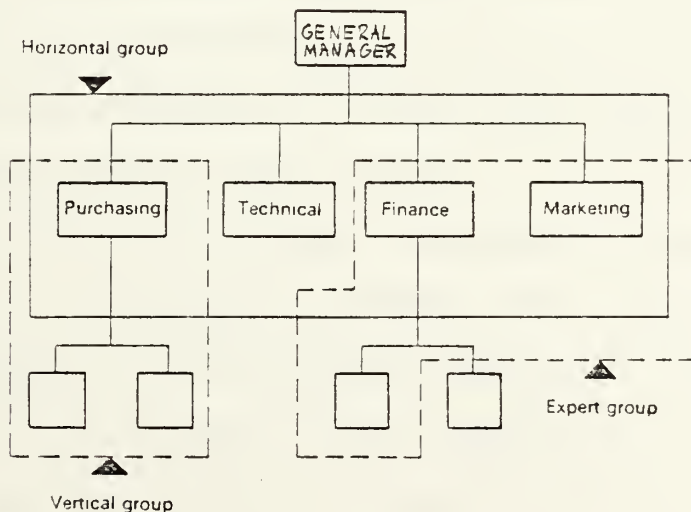 GENERAL
MANAGER
Horizontal group
Purchasing
Technical
Finance
Marketing
Expert group
Vertical group